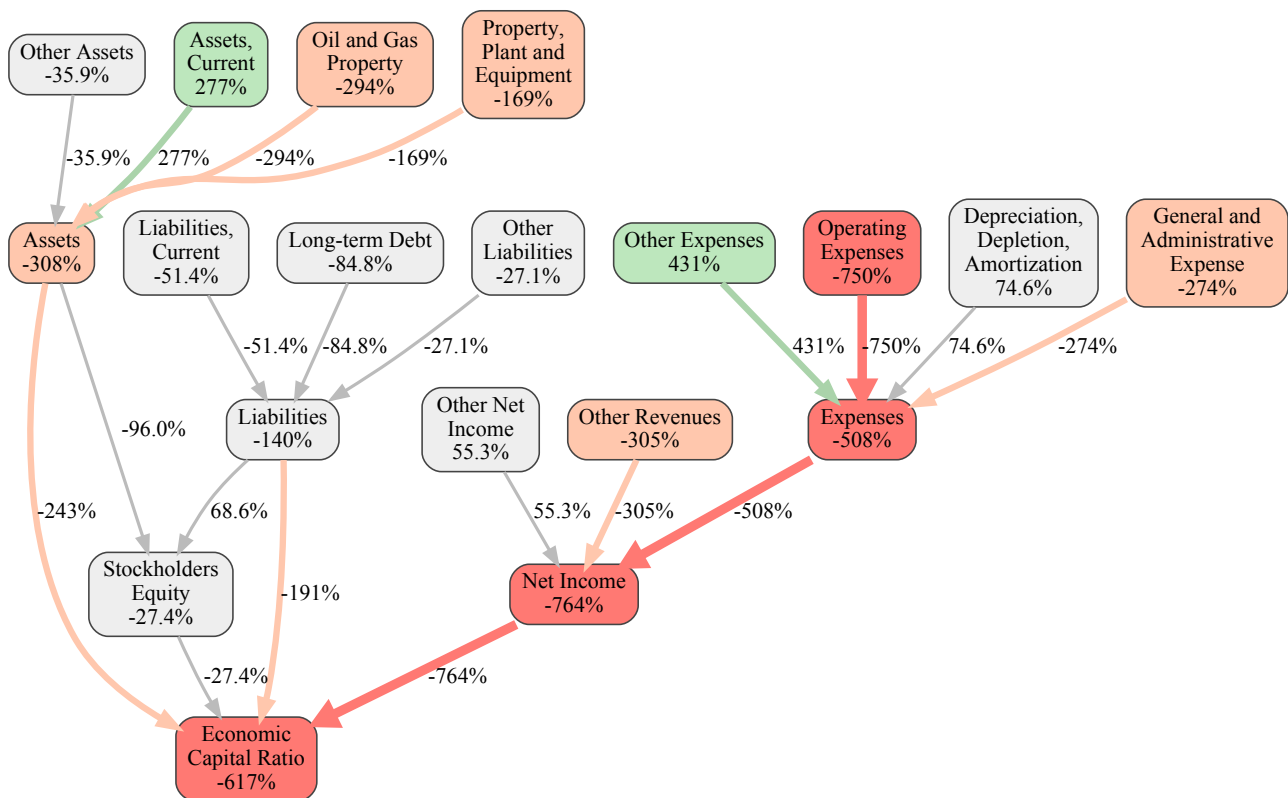 Other Assets
-35.9%
Assets,
Current
277%
Oil and Gas
Property
-294%
Property,
Plant and
Equipment
-169%
-35.9%
277%
-294%
-169%
Assets
-308%
Liabilities,
Current
-51.4%
Long-term Debt
-84.8%
Other
Liabilities
-27.1%
Other Expenses
431%
Operating
Expenses
-750%
Depreciation,
Depletion,
Amortization
74.6%
General and
Administrative
Expense
-274%
-51.4%
-84.8%
-27.1%
431%
-750%
74.6%
-274%
-96.0%
Liabilities
-140%
Other Net
Income
55.3%
Other Revenues
-305%
Expenses
-508%
-243%
68.6%
55.3%
-305%
-508%
Stockholders
Equity
-27.4%
-191%
Net Income
-764%
-27.4%
-764%
Economic
Capital Ratio
-617%